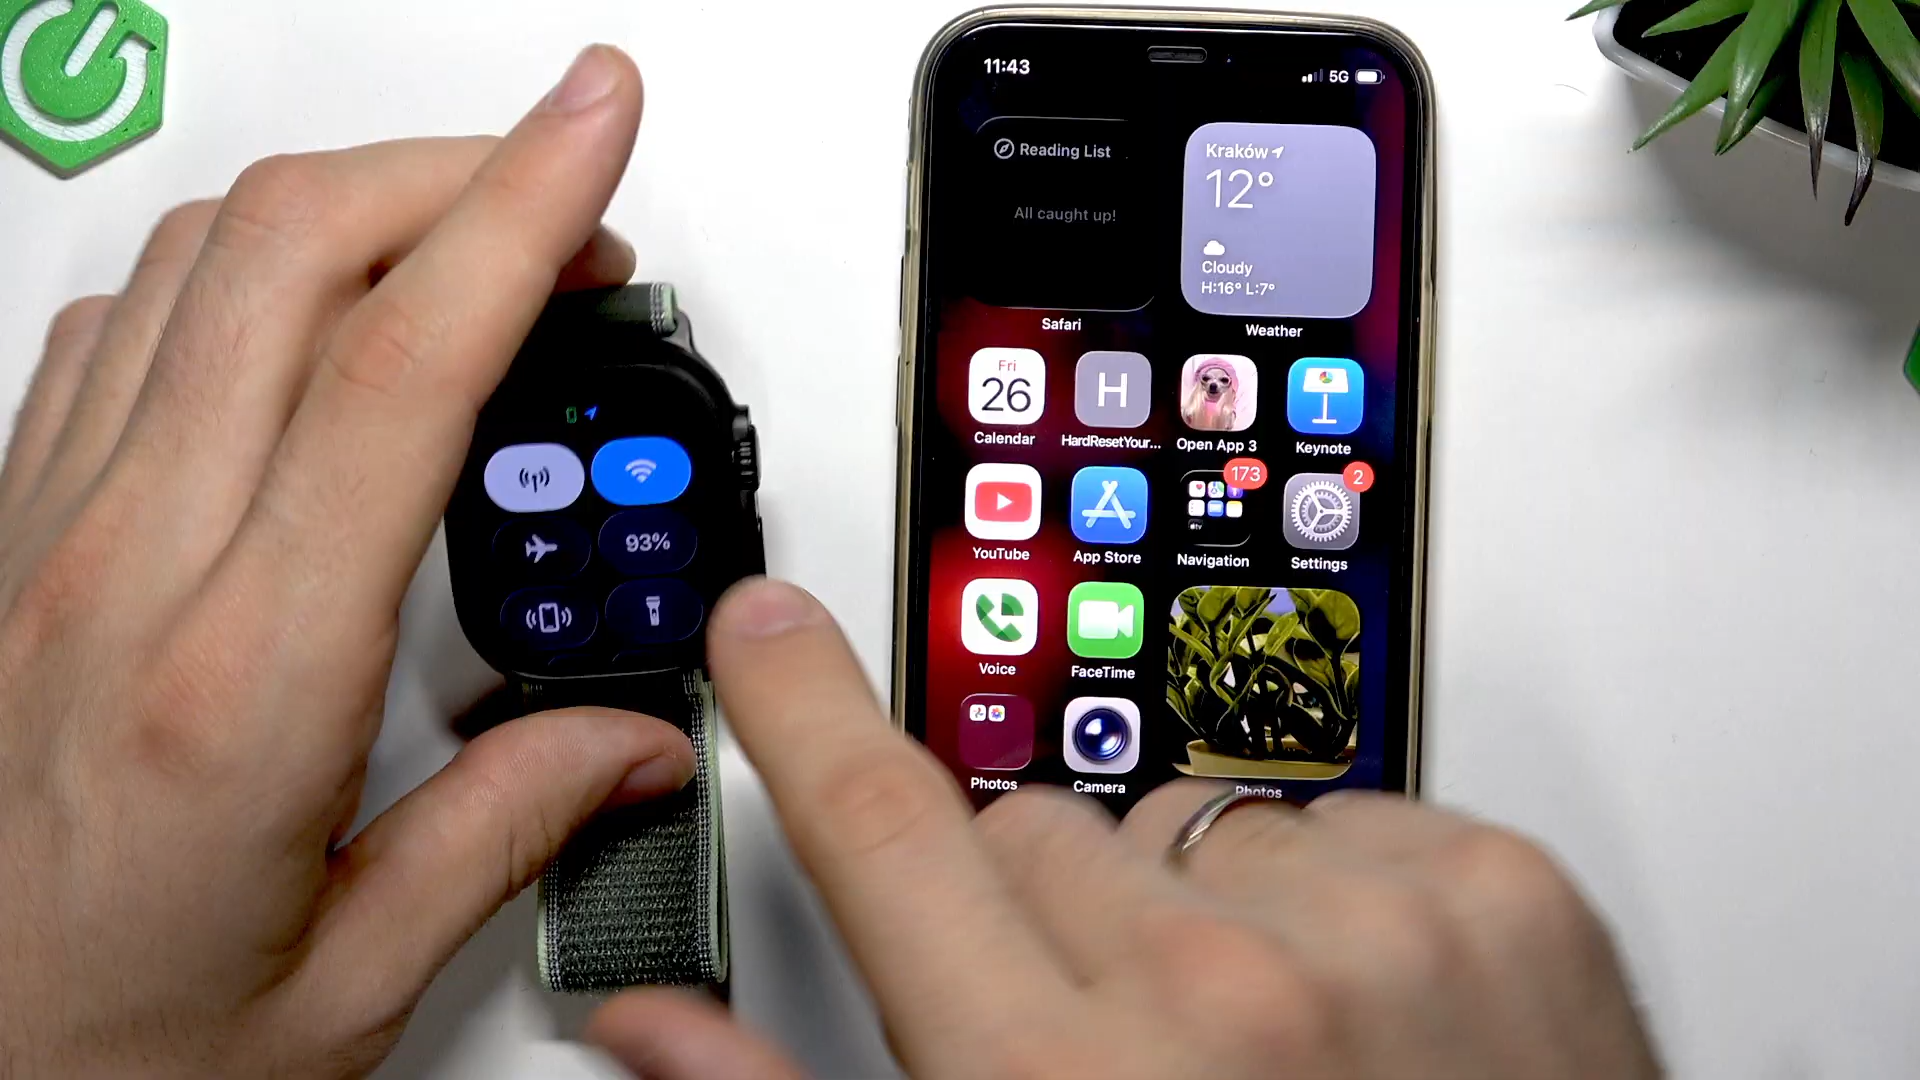 11:43
5G
Reading List
All caught up!
Safari
Kraków
12°
Cloudy
H:16° L:7°
Weather
Fri
26
Calendar
H
HardResetYour...
Open App 3
Keynote
YouTube
App Store
173
Navigation
2
Settings
Voice
FaceTime
Photos
Camera
Photos
93%